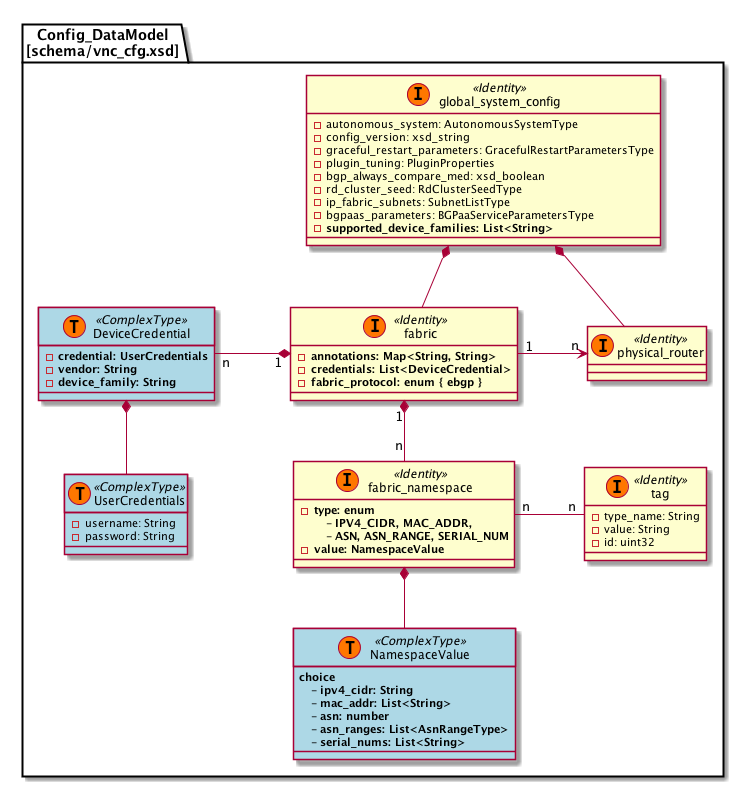 Config_DataModel
[schema/vnc_cfg.xsd]
I
«Identity»
global_system_config
autonomous_system: AutonomousSystemType
config_version: xsd_string
graceful_restart_parameters: GracefulRestartParametersType
plugin_tuning: PluginProperties
bgp_always_compare_med: xsd_boolean
rd_cluster_seed: RdClusterSeedType
ip_fabric_subnets: SubnetListType
bgpaas_parameters: BGPaaServiceParametersType
supported_device_families: List<String>
T
«ComplexType»
DeviceCredential
credential: UserCredentials
vendor: String
device_family: String
n
1
I
«Identity»
fabric
annotations: Map<String, String>
credentials: List<DeviceCredential>
fabric_protocol: enum { ebgp }
1
n
I
«Identity»
physical_router
1
n
T
«ComplexType»
UserCredentials
username: String
password: String
I
«Identity»
fabric_namespace
type: enum
– IPV4_CIDR, MAC_ADDR,
– ASN, ASN_RANGE, SERIAL_NUM
value: NamespaceValue
n
n
I
«Identity»
tag
type_name: String
value: String
id: uint32
T
«ComplexType»
NamespaceValue
choice
– ipv4_cidr: String
– mac_addr: List<String>
– asn: number
– asn_ranges: List<AsnRangeType>
– serial_nums: List<String>